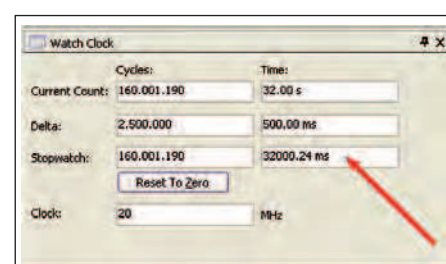 Watch Clock
Cycles: Time:
Current Count: 160.001.190 32.00 s
Delta: 2.500.000 500,00 ms
Stopwatch: 160.001.190 32000.24 ms
Reset To Zero
Clock: 20 MHz